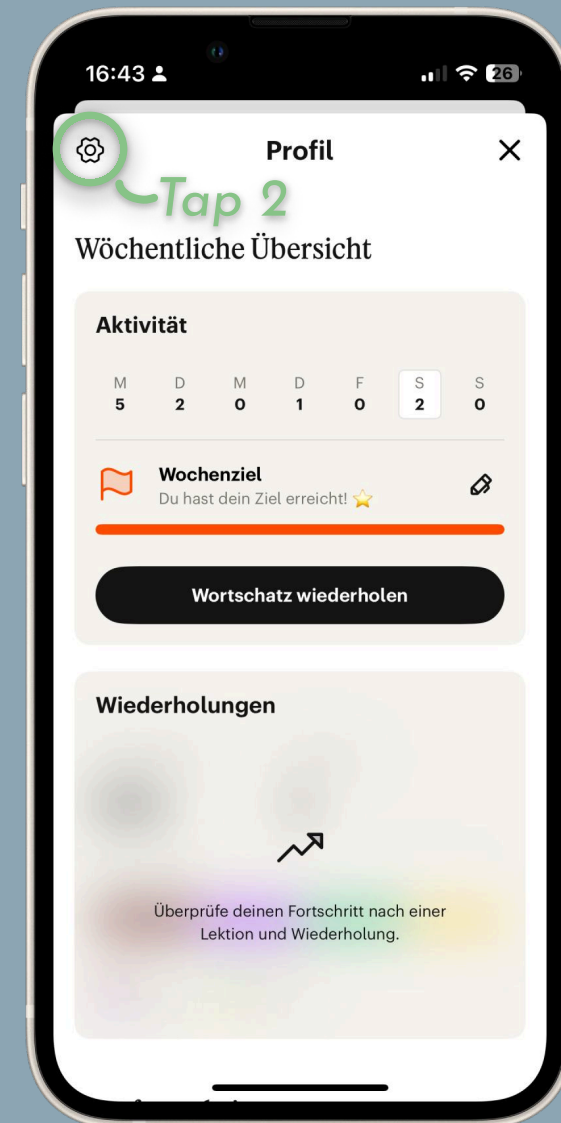 16:43
26
Profil
Tap 2
Wöchentliche Übersicht
Aktivität
M D M D F S S
5 2 0 1 0 2 0
Wochenziel
Du hast dein Ziel erreicht! ⭐
Wortschatz wiederholen
Wiederholungen
Überprüfe deinen Fortschritt nach einer
Lektion und Wiederholung.